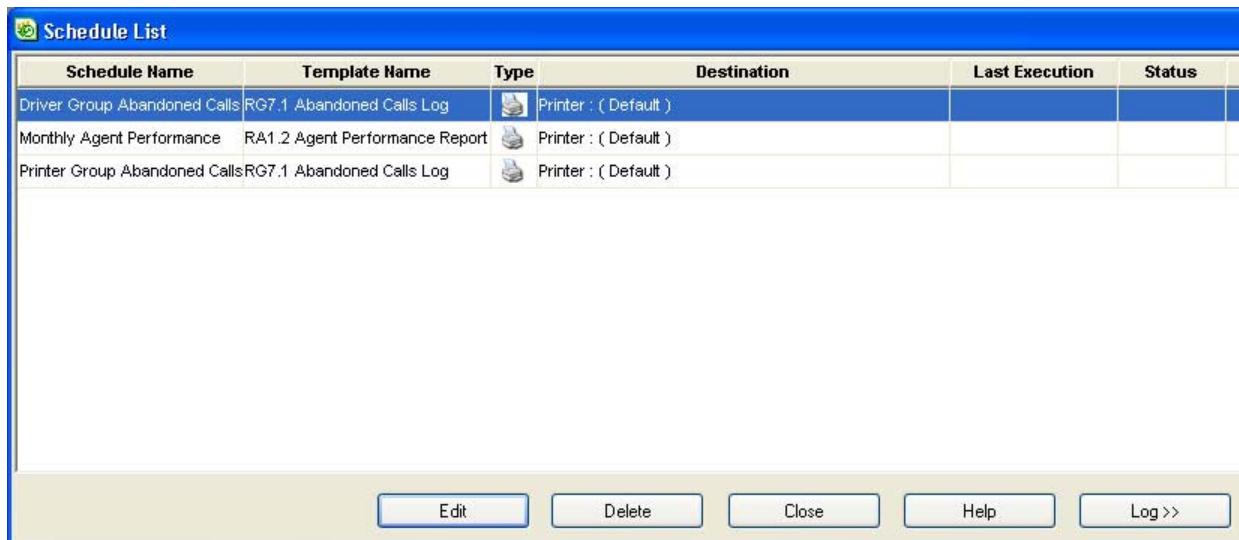 Schedule List
Schedule Name Template Name Type Destination Last Execution Status
Driver Group Abandoned Calls RG7.1 Abandoned Calls Log Printer : ( Default )
Monthly Agent Performance RA1.2 Agent Performance Report Printer : ( Default )
Printer Group Abandoned Calls RG7.1 Abandoned Calls Log Printer : ( Default )
Edit Delete Close Help Log >>